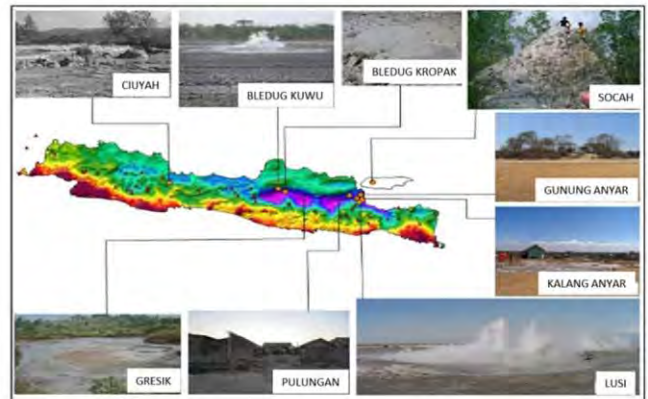 CIUYAH
BLEDUG KUWU
BLEDUG KROPAK
SOCAH
GUNUNG ANYAR
KALANG ANYAR
GRESIK
PULUNGAN
LUSI